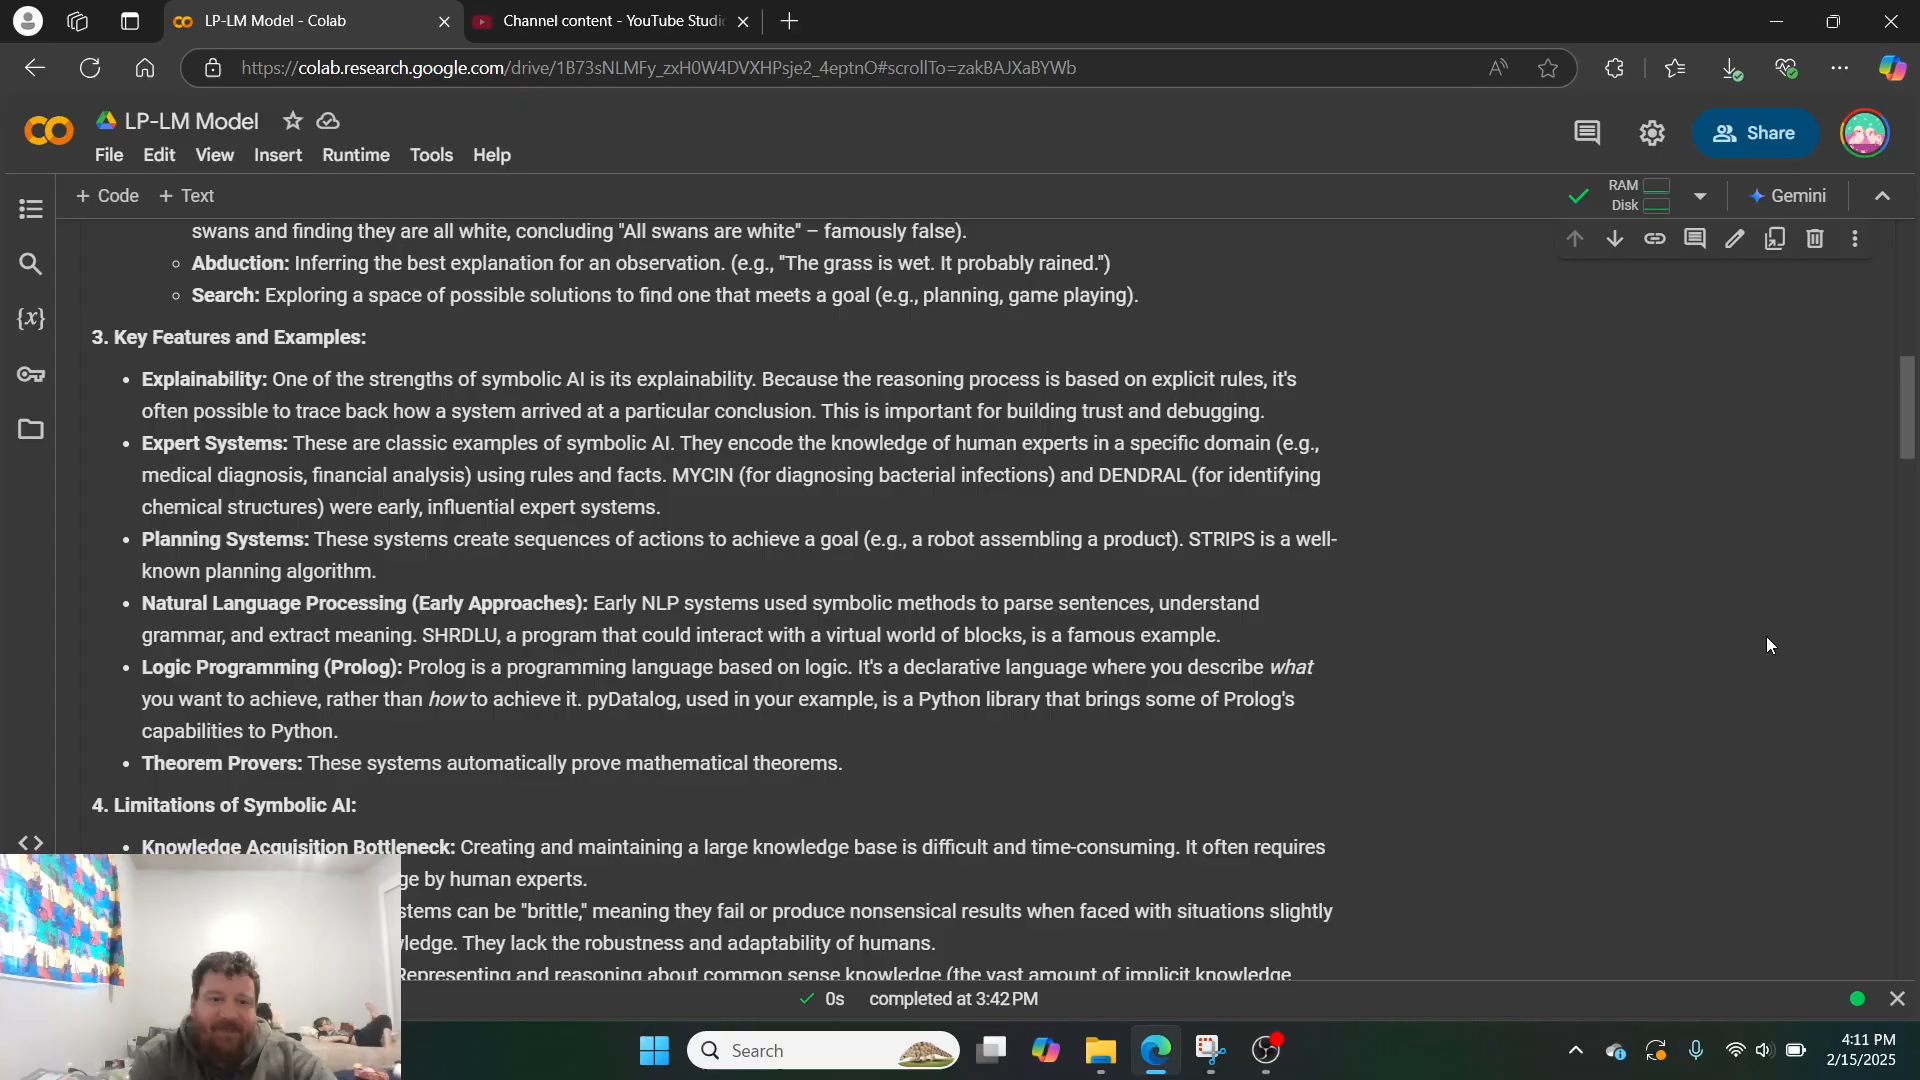 LP-LM Model - Colab
Channel content - YouTube Studi
https://colab.research.google.com/drive/1B73sNLMFy_zxH0W4DVXHPsje2_4eptnO#scrollTo=zakBAJXaBYWb
LP-LM Model
Share
File Edit View Insert Runtime Tools Help
+ Code + Text
RAM
Disk
Gemini
swans and finding they are all white, concluding "All swans are white" – famously false).
◦ Abduction: Inferring the best explanation for an observation. (e.g., "The grass is wet. It probably rained.")
◦ Search: Exploring a space of possible solutions to find one that meets a goal (e.g., planning, game playing).
3. Key Features and Examples:
• Explainability: One of the strengths of symbolic AI is its explainability. Because the reasoning process is based on explicit rules, it's
often possible to trace back how a system arrived at a particular conclusion. This is important for building trust and debugging.
• Expert Systems: These are classic examples of symbolic AI. They encode the knowledge of human experts in a specific domain (e.g.,
medical diagnosis, financial analysis) using rules and facts. MYCIN (for diagnosing bacterial infections) and DENDRAL (for identifying
chemical structures) were early, influential expert systems.
• Planning Systems: These systems create sequences of actions to achieve a goal (e.g., a robot assembling a product). STRIPS is a well-
known planning algorithm.
• Natural Language Processing (Early Approaches): Early NLP systems used symbolic methods to parse sentences, understand
grammar, and extract meaning. SHRDLU, a program that could interact with a virtual world of blocks, is a famous example.
• Logic Programming (Prolog): Prolog is a programming language based on logic. It's a declarative language where you describe what
you want to achieve, rather than how to achieve it. pyDatalog, used in your example, is a Python library that brings some of Prolog's
capabilities to Python.
• Theorem Provers: These systems automatically prove mathematical theorems.
4. Limitations of Symbolic AI:
• Knowledge Acquisition Bottleneck: Creating and maintaining a large knowledge base is difficult and time-consuming. It often requires
ge by human experts.
stems can be "brittle," meaning they fail or produce nonsensical results when faced with situations slightly
ledge. They lack the robustness and adaptability of humans.
Representing and reasoning about common sense knowledge (the vast amount of implicit knowledge
0s completed at 3:42 PM
Search
4:11 PM
2/15/2025